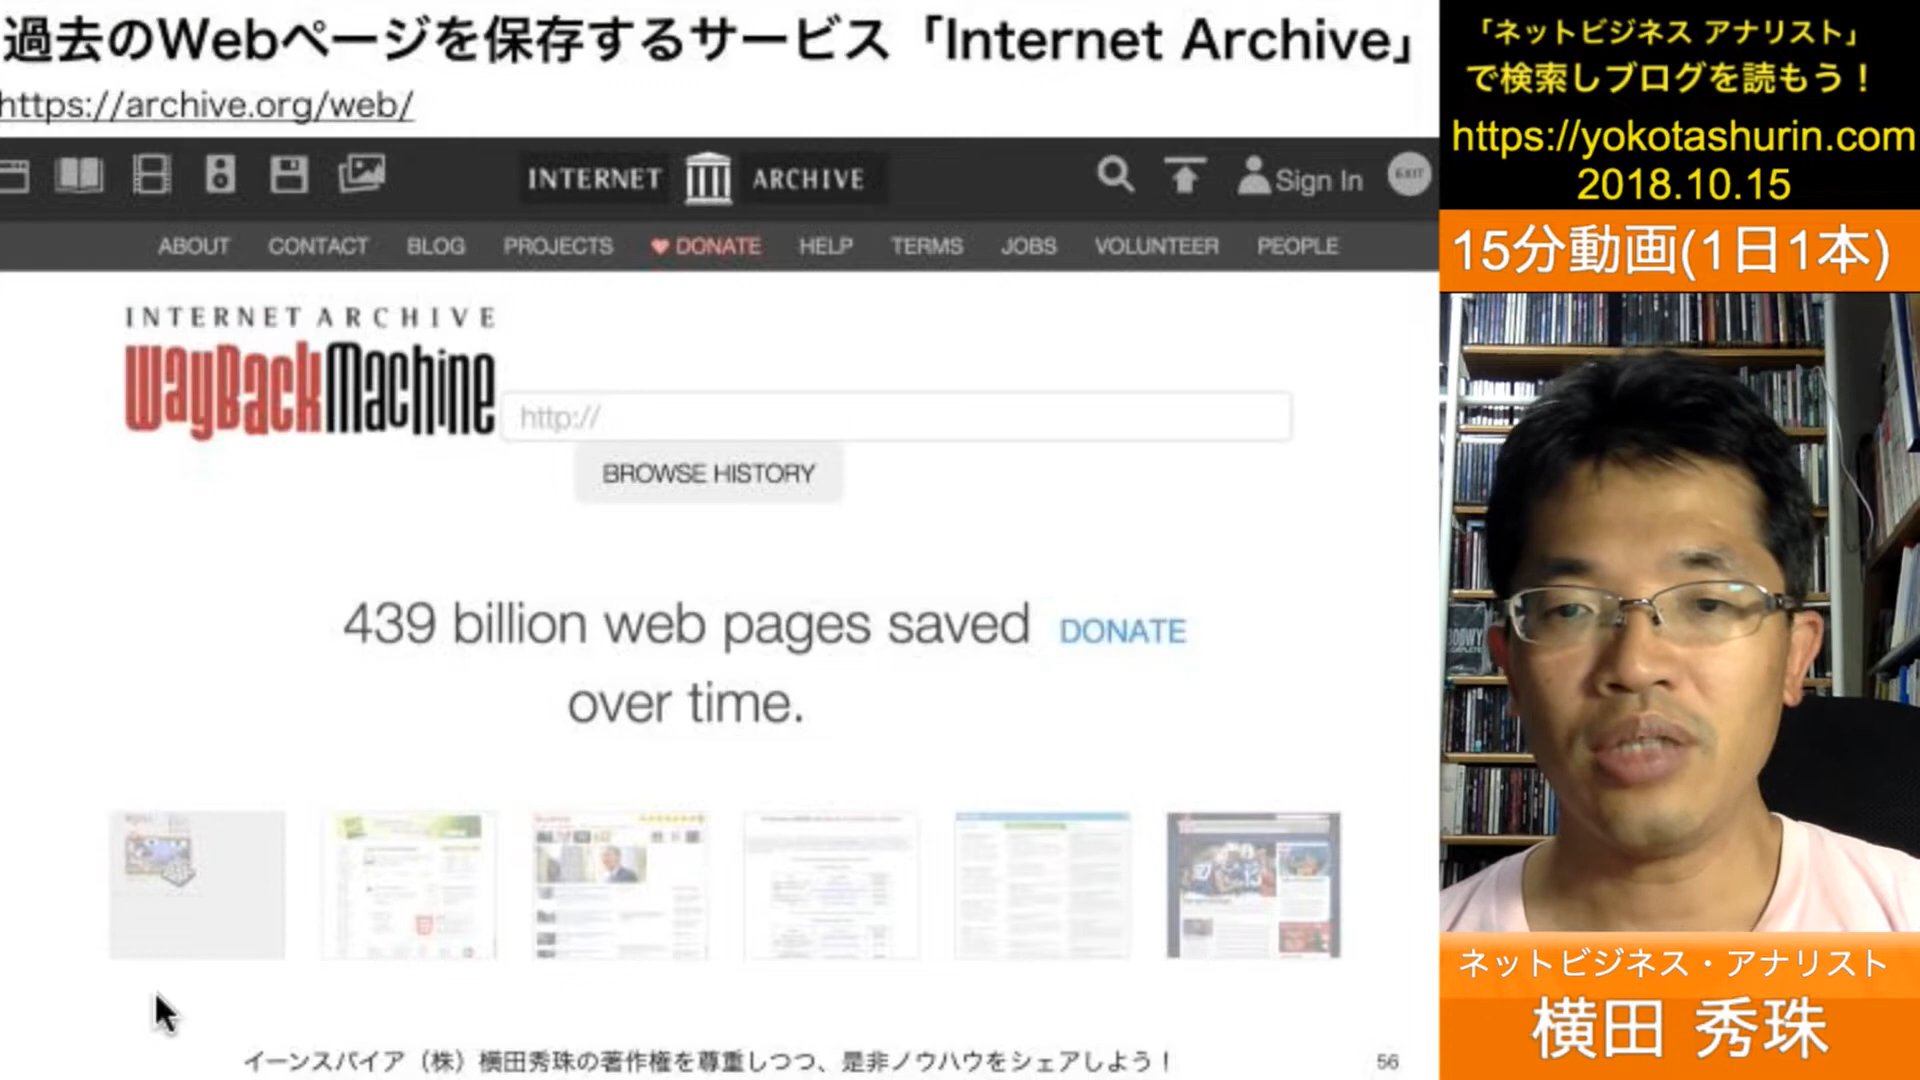 過去のWebページを保存するサービス「Internet Archive」
https://archive.org/web/
INTERNET ARCHIVE
Sign In
EXIT
ABOUT CONTACT BLOG PROJECTS DONATE HELP TERMS JOBS VOLUNTEER PEOPLE
INTERNET ARCHIVE
WayBackMachine
http://
BROWSE HISTORY
439 billion web pages saved
over time.
DONATE
イーンスパイア（株）横田秀珠の著作権を尊重しつつ、是非ノウハウをシェアしよう！
56
「ネットビジネス アナリスト」
で検索しブログを読もう！
https://yokotashurin.com
2018.10.15
15分動画(1日1本)
BOOWY
ネットビジネス・アナリスト
横田 秀珠